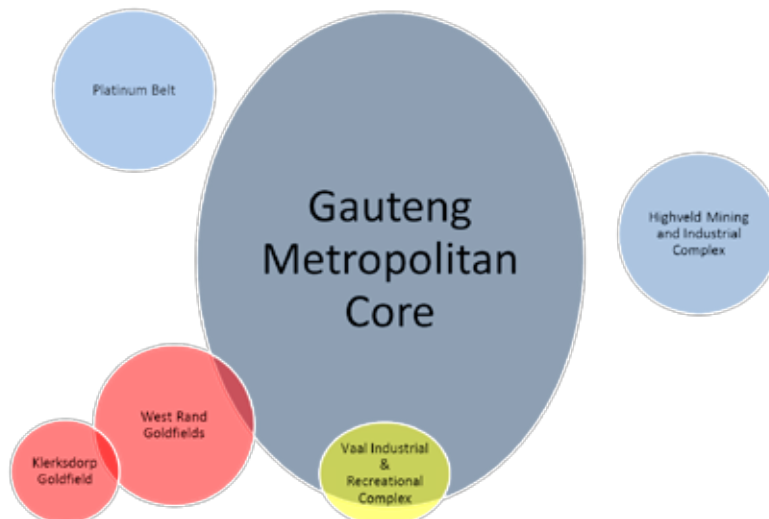 Platinum Belt
Gauteng
Metropolitan
Core
Highveld Mining
and Industrial
Complex
West Rand
Goldfields
Klerksdorp
Goldfield
Vaal Industrial
&
Recreational
Complex